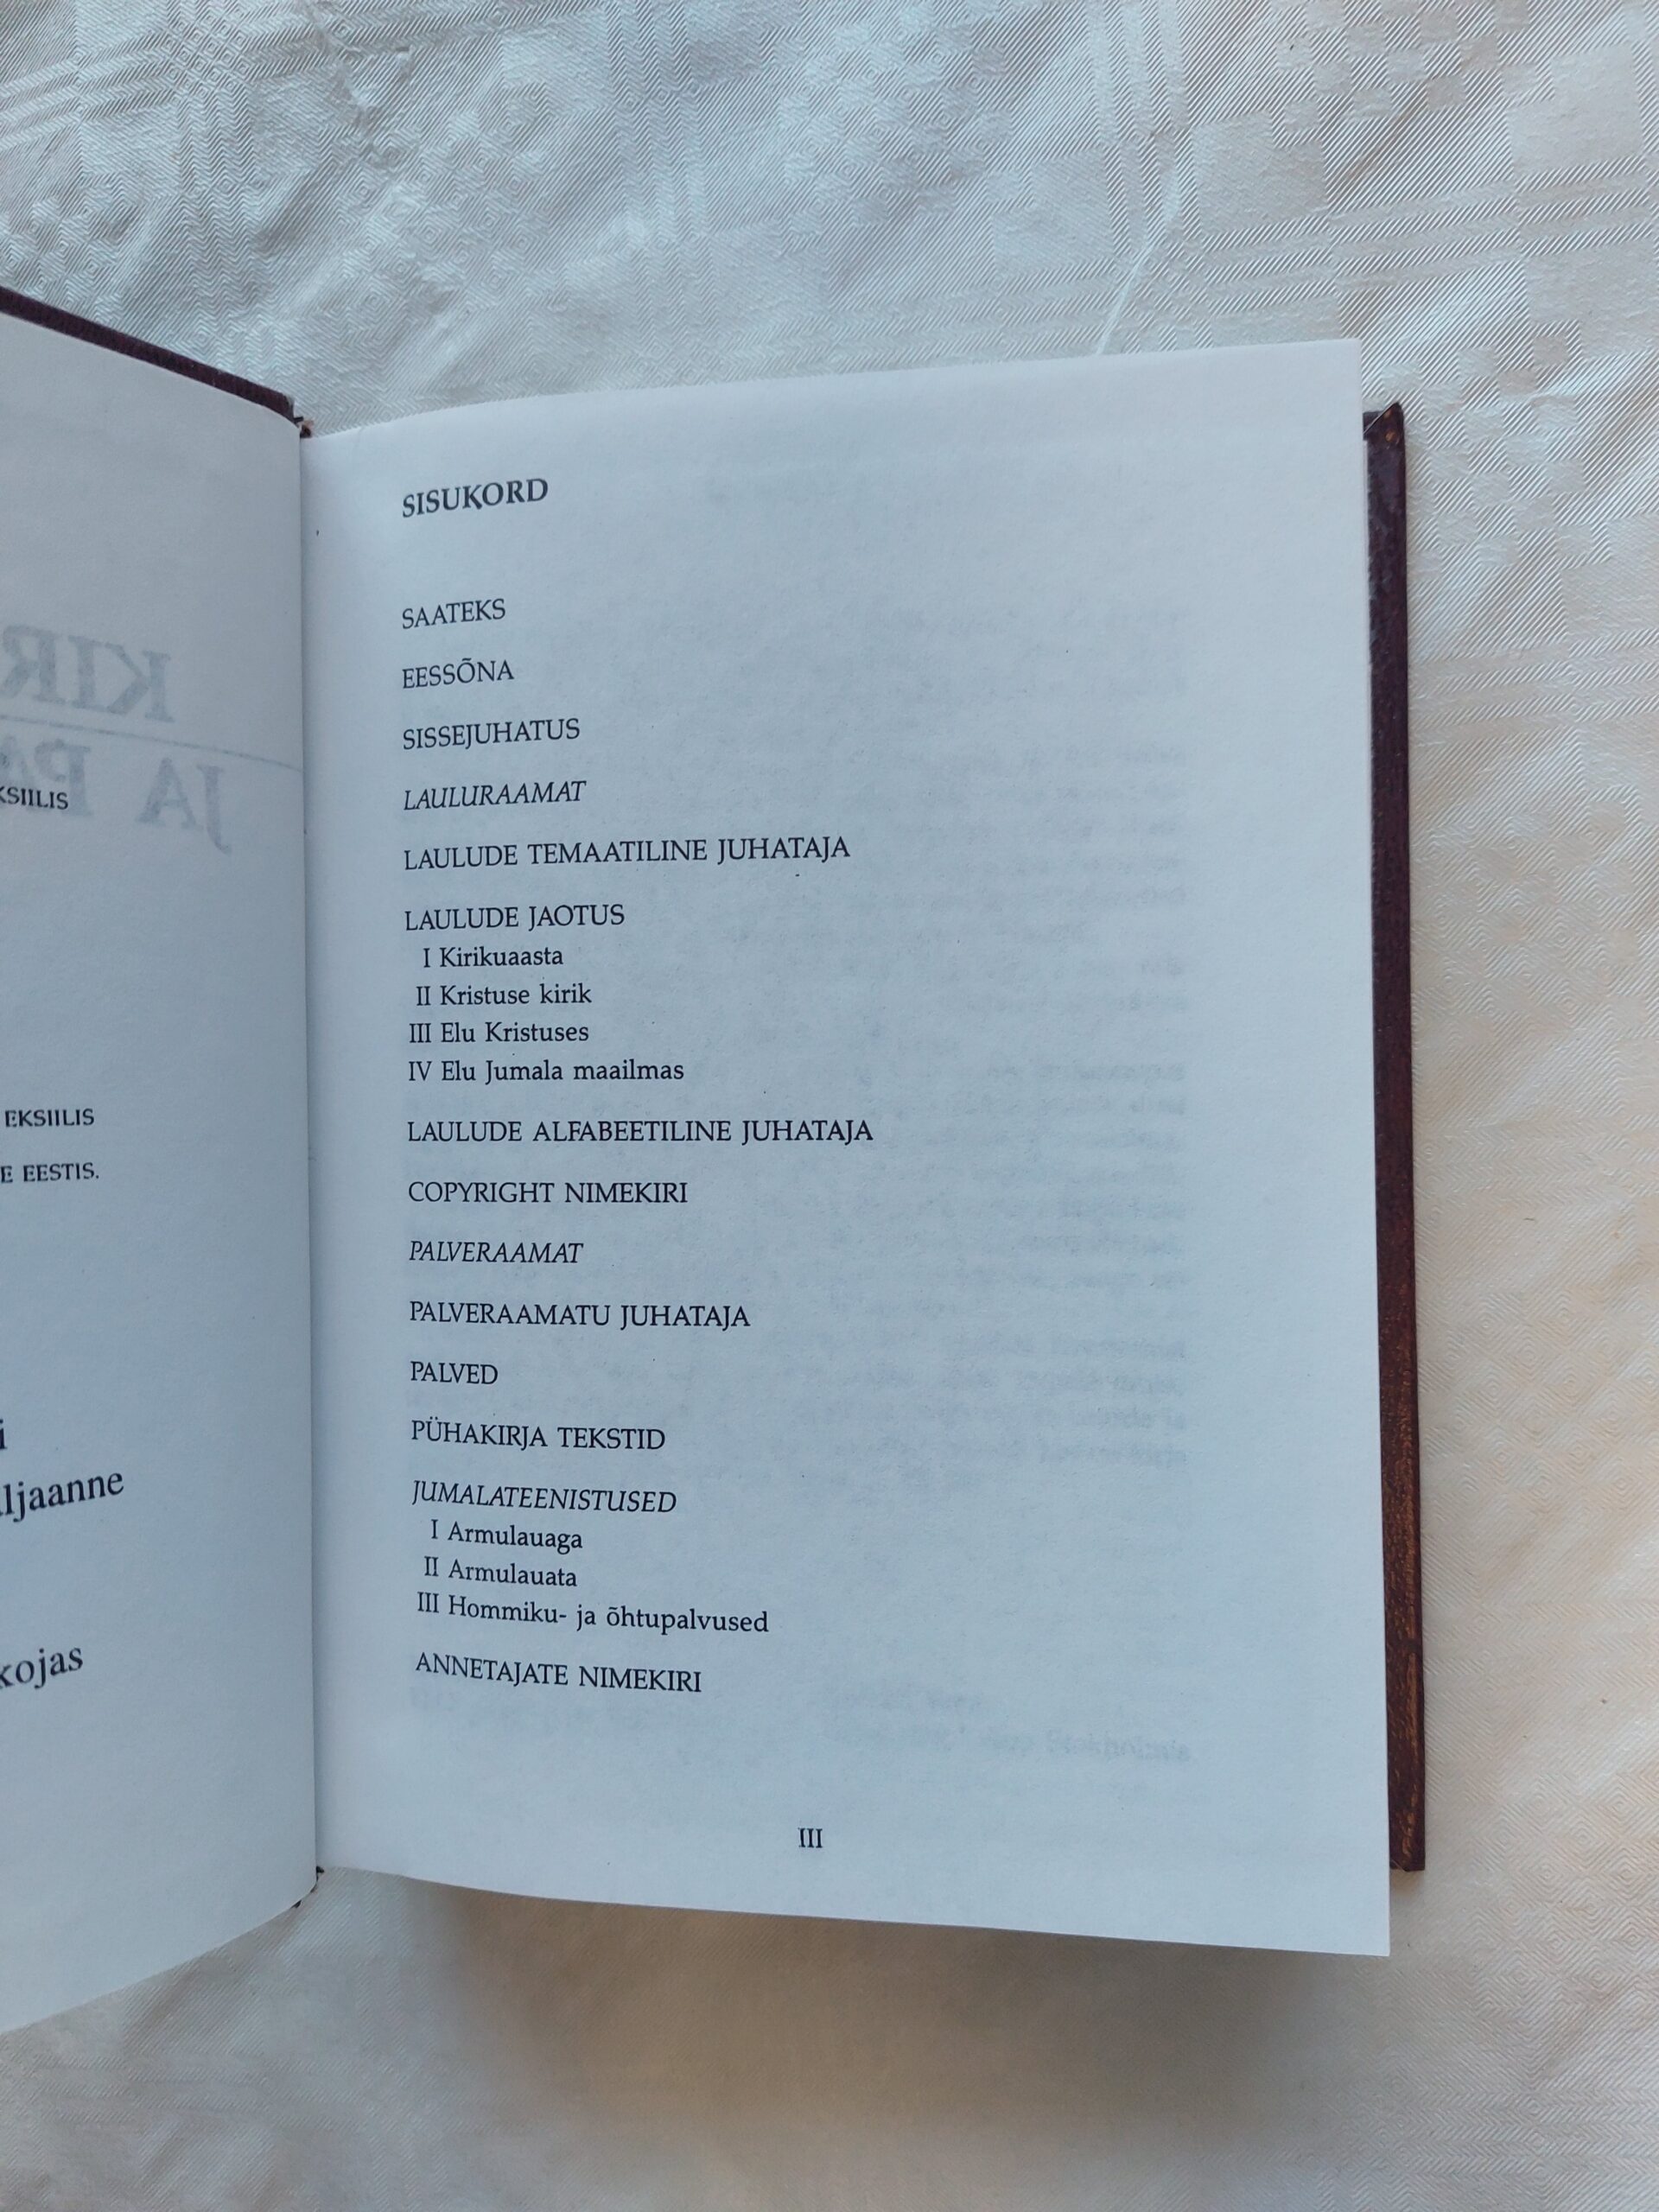 KSIILIS
EKSIILIS
E EESTIS.
i
ljaanne
kojas
SISUKORD
SAATEKS
EESSÕNA
SISSEJUHATUS
LAULURAAMAT
LAULUDE TEMAATILINE JUHATAJA
LAULUDE JAOTUS
I Kirikuaasta
II Kristuse kirik
III Elu Kristuses
IV Elu Jumala maailmas
LAULUDE ALFABEETILINE JUHATAJA
COPYRIGHT NIMEKIRI
PALVERAAMAT
PALVERAAMATU JUHATAJA
PALVED
PÜHAKIRJA TEKSTID
JUMALATEENISTUSED
I Armulauaga
II Armulauata
III Hommiku- ja õhtupalvused
ANNETAJATE NIMEKIRI
III